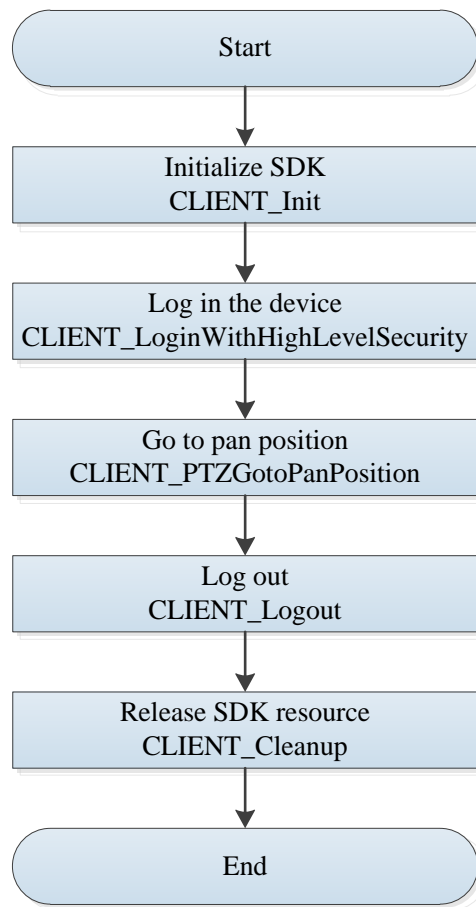 Start
Initialize SDK
CLIENT_Init
Log in the device
CLIENT_LoginWithHighLevelSecurity
Go to pan position
CLIENT_PTZGotoPanPosition
Log out
CLIENT_Logout
Release SDK resource
CLIENT_Cleanup
End